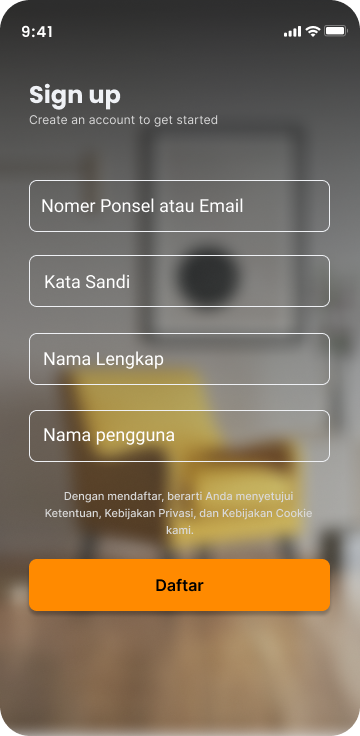 9:41
Sign up
Create an account to get started
Nomer Ponsel atau Email
Kata Sandi
Nama Lengkap
Nama pengguna
Dengan mendaftar, berarti Anda menyetujui
Ketentuan, Kebijakan Privasi, dan Kebijakan Cookie
kami.
Daftar